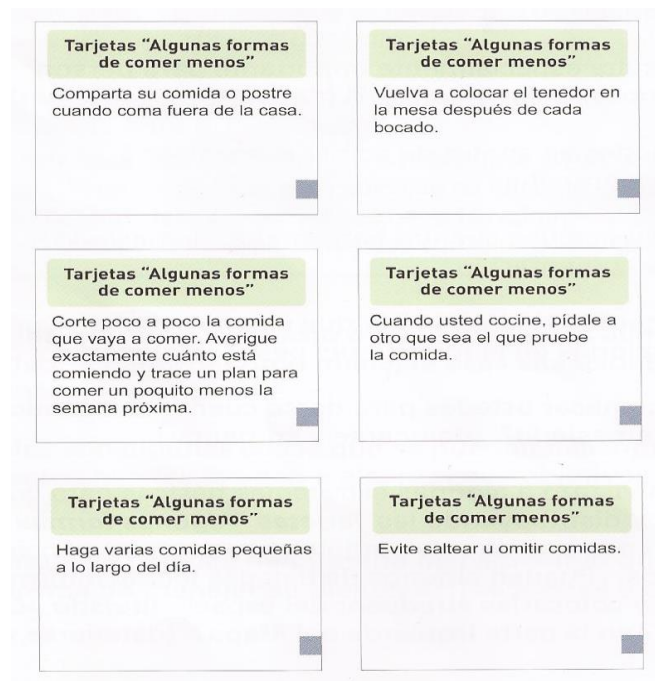 Tarjetas “Algunas formas
de comer menos”
Comparta su comida o postre
cuando coma fuera de la casa.
Tarjetas “Algunas formas
de comer menos”
Vuelva a colocar el tenedor en
la mesa después de cada
bocado.
Tarjetas “Algunas formas
de comer menos”
Corte poco a poco la comida
que vaya a comer. Averigue
exactamente cuánto está
comiendo y trace un plan para
comer un poquito menos la
semana próxima.
Tarjetas “Algunas formas
de comer menos”
Cuando usted cocine, pídale a
otro que sea el que pruebe
la comida.
Tarjetas “Algunas formas
de comer menos”
Haga varias comidas pequeñas
a lo largo del día.
Tarjetas “Algunas formas
de comer menos”
Evite saltear u omitir comidas.